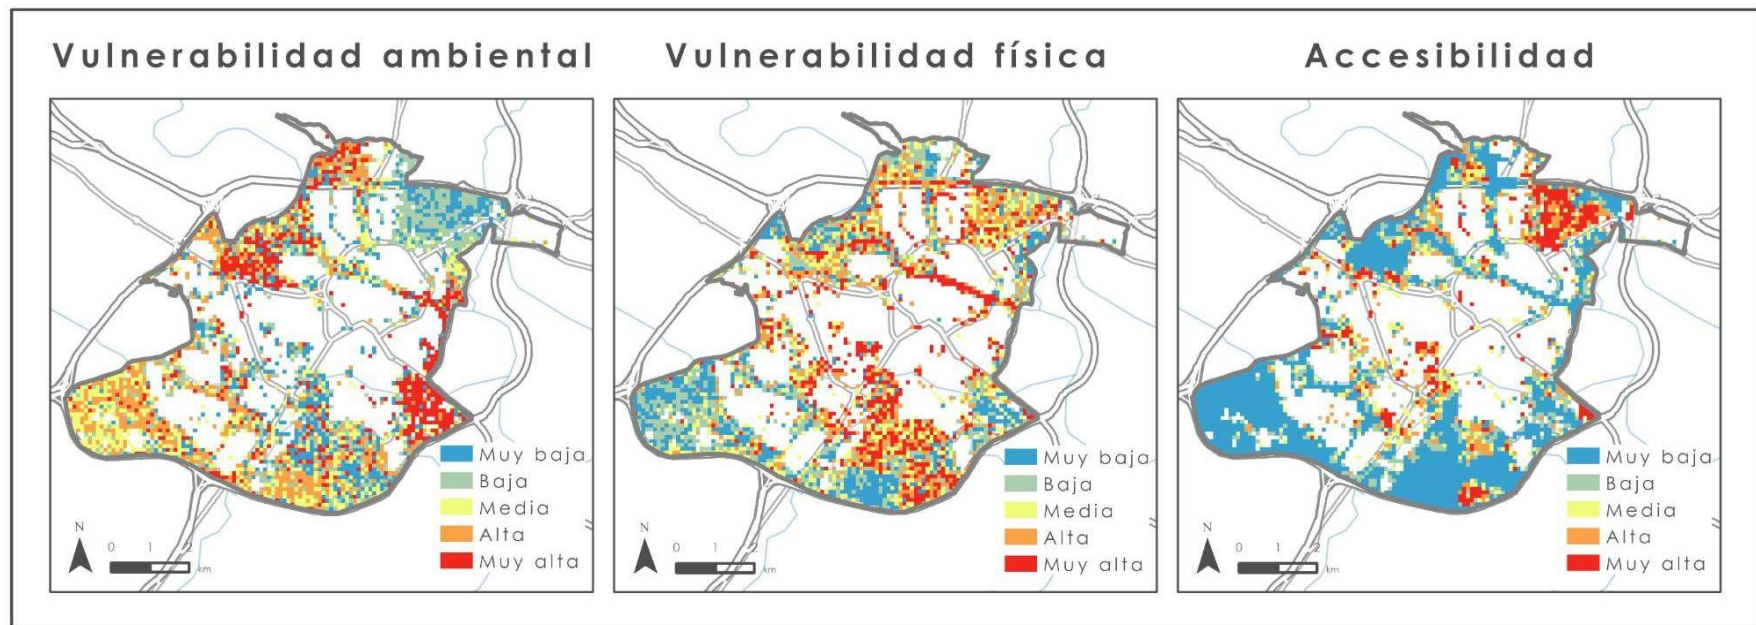 Vulnerabilidad ambiental
Vulnerabilidad física
Accesibilidad
Muy baja
Baja
Media
Alta
Muy alta
N
0 1 2
km
Muy baja
Baja
Media
Alta
Muy alta
N
0 1 2
km
Muy baja
Baja
Media
Alta
Muy alta
N
0 1 2
km